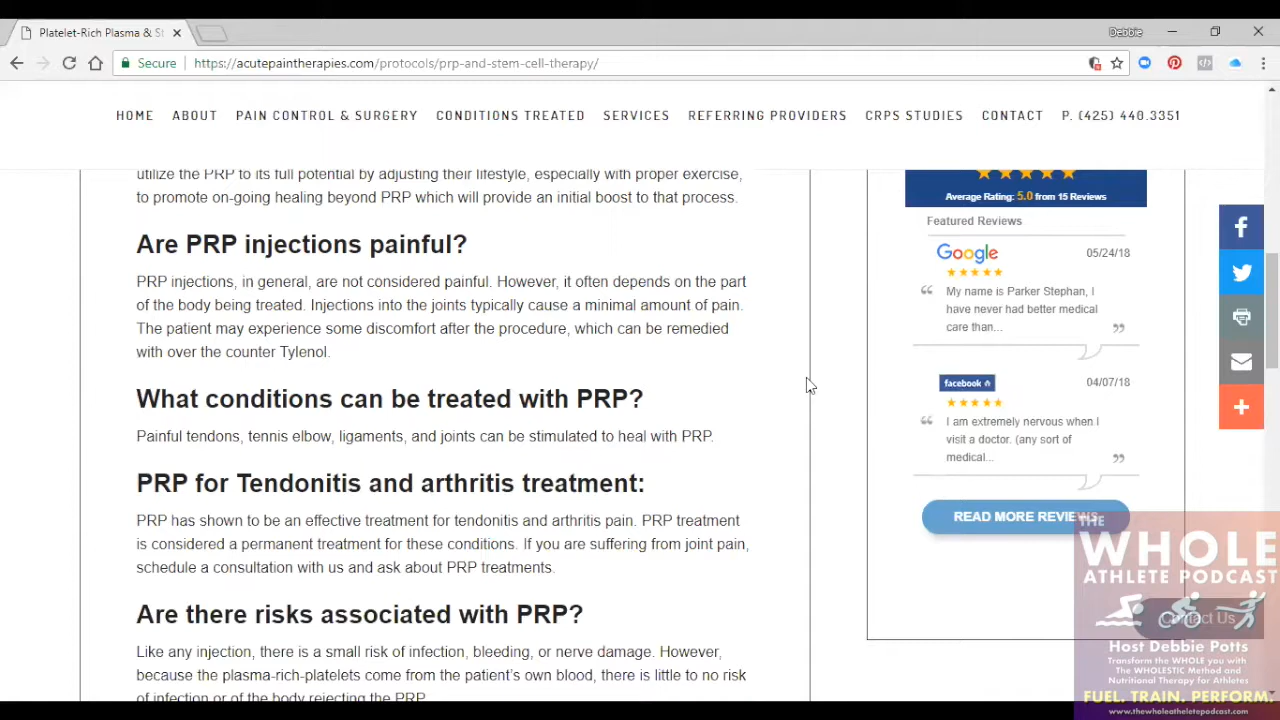 Platelet-Rich Plasma & St
Debbie
Secure
https://acutepaintherapies.com/protocols/prp-and-stem-cell-therapy/
HOME ABOUT PAIN CONTROL & SURGERY CONDITIONS TREATED SERVICES REFERRING PROVIDERS CRPS STUDIES CONTACT P. (425) 440.3351
utilize the PRP to its full potential by adjusting their lifestyle, especially with proper exercise,
to promote on-going healing beyond PRP which will provide an initial boost to that process.
Are PRP injections painful?
PRP injections, in general, are not considered painful. However, it often depends on the part
of the body being treated. Injections into the joints typically cause a minimal amount of pain.
The patient may experience some discomfort after the procedure, which can be remedied
with over the counter Tylenol.
What conditions can be treated with PRP?
Painful tendons, tennis elbow, ligaments, and joints can be stimulated to heal with PRP.
PRP for Tendonitis and arthritis treatment:
PRP has shown to be an effective treatment for tendonitis and arthritis pain. PRP treatment
is considered a permanent treatment for these conditions. If you are suffering from joint pain,
schedule a consultation with us and ask about PRP treatments.
Are there risks associated with PRP?
Like any injection, there is a small risk of infection, bleeding, or nerve damage. However,
because the plasma-rich-platelets come from the patient's own blood, there is little to no risk
of infection or of the body rejecting the PRP.
Average Rating: 5.0 from 15 Reviews
Featured Reviews
Google
05/24/18
“ My name is Parker Stephan, I
have never had better medical
care than... ”
facebook
04/07/18
“ I am extremely nervous when I
visit a doctor. (any sort of
medical... ”
READ MORE REVIEWS
THE
WHOLE
ATHLETE PODCAST
Contact Us
Host Debbie Potts
Transform the WHOLE you with
The WHOLESTIC Method and
Nutritional Therapy for Athletes
FUEL. TRAIN. PERFORM.
www.thewholeatheletepodcast.com